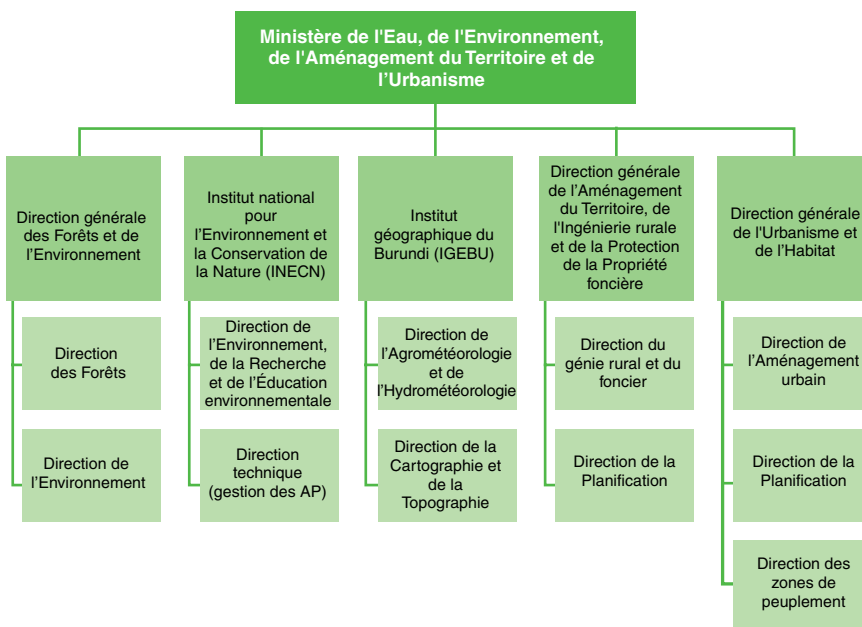 Ministère de l'Eau, de l'Environnement,
de l'Aménagement du Territoire et de
l’Urbanisme
Direction générale
des Forêts et de
l’Environnement
Institut national
pour
l’Environnement et
la Conservation de
la Nature (INECN)
Institut
géographique du
Burundi (IGEBU)
Direction générale
de l’Aménagement
du Territoire, de
l'Ingénierie rurale
et de la Protection
de la Propriété
foncière
Direction générale
de l'Urbanisme et
de l’Habitat
Direction
des Forêts
Direction de
l’Environnement,
de la Recherche
et de l’Éducation
environnementale
Direction de
l’Agrométéorologie
et de
l’Hydrométéorologie
Direction du
génie rural et du
foncier
Direction de
l’Aménagement
urbain
Direction de
l’Environnement
Direction
technique
(gestion des AP)
Direction de la
Cartographie et
de la
Topographie
Direction de la
Planification
Direction de la
Planification
Direction des
zones de
peuplement